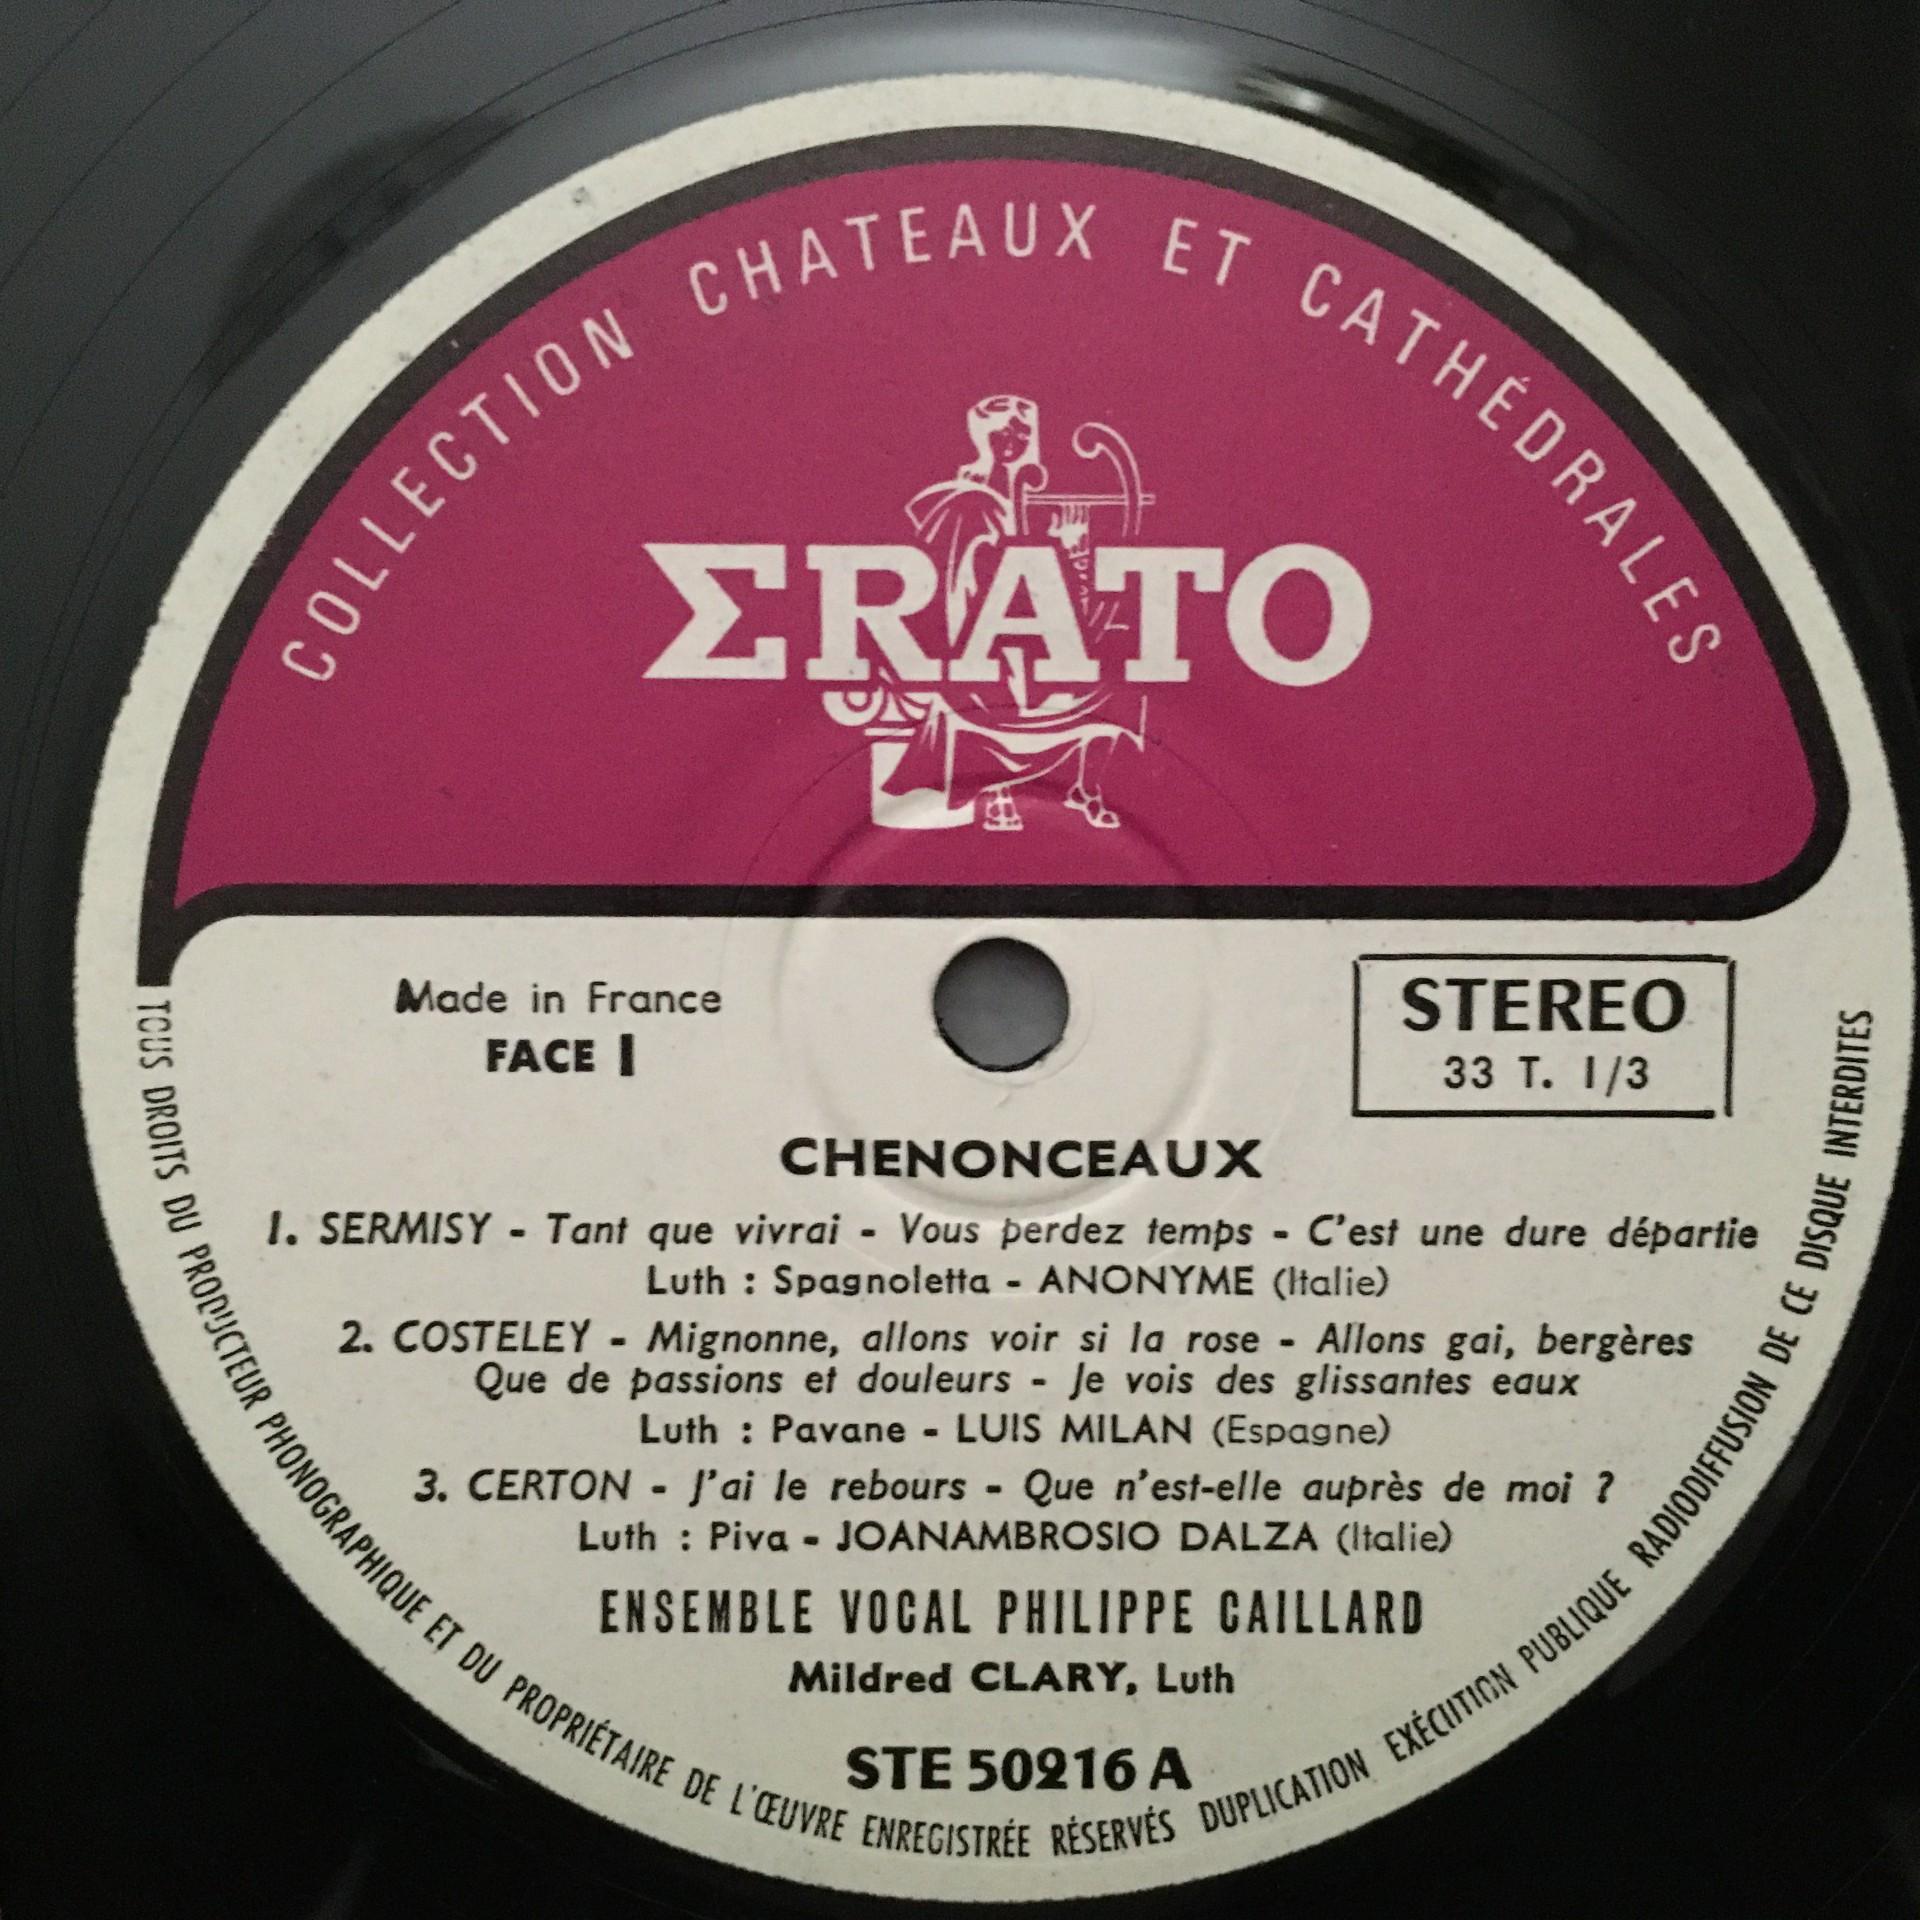 COLLECTION CHATEAUX ET CATHÉDRALES
ΣRATO
Made in France
FACE I
STEREO
33 T. 1/3
CHENONCEAUX
1. SERMISY - Tant que vivrai - Vous perdez temps - C'est une dure départie
Luth : Spagnoletta - ANONYME (Italie)
2. COSTELEY - Mignonne, allons voir si la rose - Allons gai, bergères
Que de passions et douleurs - Je vois des glissantes eaux
Luth : Pavane - LUIS MILAN (Espagne)
3. CERTON - J'ai le rebours - Que n'est-elle auprès de moi ?
Luth : Piva - JOANAMBROSIO DALZA (Italie)
ENSEMBLE VOCAL PHILIPPE CAILLARD
Mildred CLARY, Luth
STE 50216 A
TOUS DROITS DU PRODUCTEUR PHONOGRAPHIQUE ET DU PROPRIÉTAIRE DE L'ŒUVRE ENREGISTRÉE RÉSERVÉS DUPLICATION EXÉCUTION PUBLIQUE RADIODIFFUSION DE CE DISQUE INTERDITES